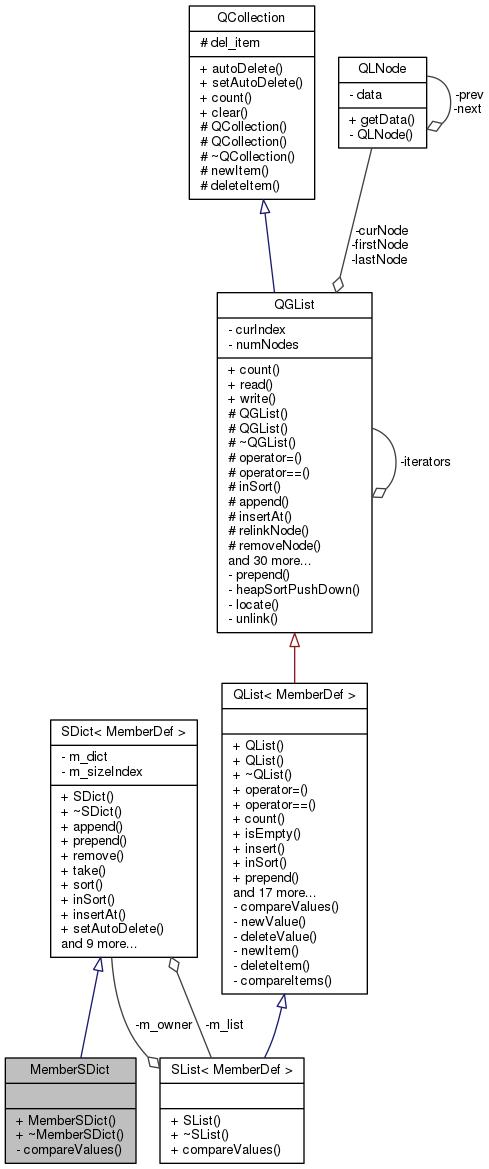 QCollection
# del_item
+ autoDelete()
+ setAutoDelete()
+ count()
+ clear()
# QCollection()
# QCollection()
# ~QCollection()
# newItem()
# deleteItem()
QLNode
- data
+ getData()
- QLNode()
-prev
-next
-curNode
-firstNode
-lastNode
QGList
- curIndex
- numNodes
+ count()
+ read()
+ write()
# QGList()
# QGList()
# ~QGList()
# operator=()
# operator==()
# inSort()
# append()
# insertAt()
# relinkNode()
# removeNode()
and 30 more...
- prepend()
- heapSortPushDown()
- locate()
- unlink()
-iterators
QList< MemberDef >
+ QList()
+ QList()
+ ~QList()
+ operator=()
+ operator==()
+ count()
+ isEmpty()
+ insert()
+ inSort()
+ prepend()
and 17 more...
- compareValues()
- newValue()
- deleteValue()
- newItem()
- deleteItem()
- compareItems()
SDict< MemberDef >
- m_dict
- m_sizeIndex
+ SDict()
+ ~SDict()
+ append()
+ prepend()
+ remove()
+ take()
+ sort()
+ inSort()
+ insertAt()
+ setAutoDelete()
and 9 more...
-m_owner
-m_list
MemberSDict
+ MemberSDict()
+ ~MemberSDict()
- compareValues()
SList< MemberDef >
+ SList()
+ ~SList()
+ compareValues()